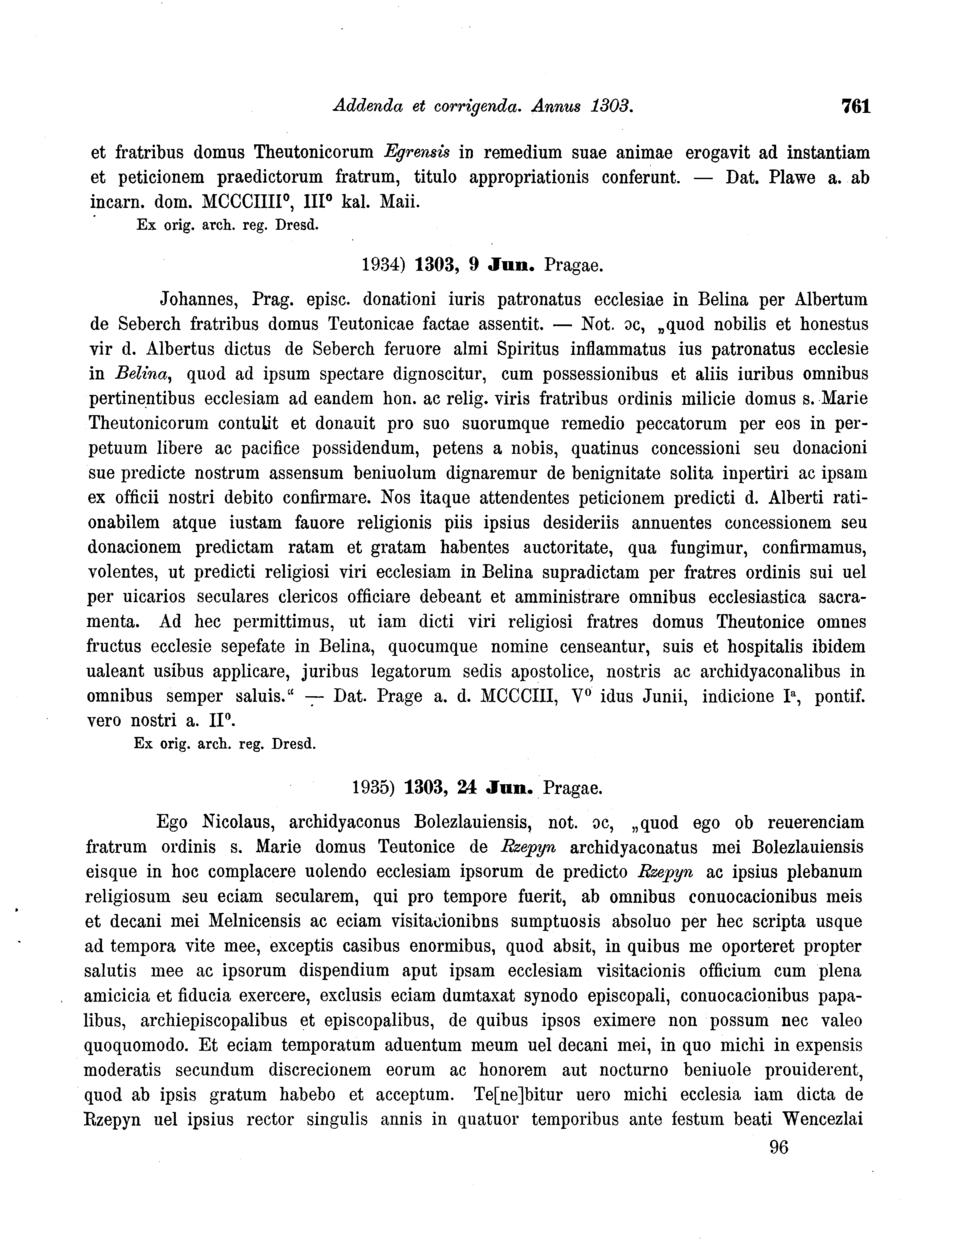 Addenda et corrigenda. Annus 1303. 761
et fratribus domus Theutonicorum Egrensis in remedium suae animae erogavit ad instantiam
et peticionem praedictorum fratrum, titulo appropriationis conferunt. — Dat. Plawe a. ab
incarn. dom. MCCCIIII⁰, III⁰ kal. Maii.
Ex orig. arch. reg. Dresd.
1934) 1303, 9 Jun. Pragae.
Johannes, Prag. episc. donationi iuris patronatus ecclesiae in Belina per Albertum
de Seberch fratribus domus Teutonicae factae assentit. — Not. ɔc, „quod nobilis et honestus
vir d. Albertus dictus de Seberch feruore almi Spiritus inflammatus ius patronatus ecclesie
in Belina, quod ad ipsum spectare dignoscitur, cum possessionibus et aliis iuribus omnibus
pertinentibus ecclesiam ad eandem hon. ac relig. viris fratribus ordinis milicie domus s. Marie
Theutonicorum contulit et donauit pro suo suorumque remedio peccatorum per eos in per-
petuum libere ac pacifice possidendum, petens a nobis, quatinus concessioni seu donacioni
sue predicte nostrum assensum beniuolum dignaremur de benignitate solita inpertiri ac ipsam
ex officii nostri debito confirmare. Nos itaque attendentes peticionem predicti d. Alberti rati-
onabilem atque iustam fauore religionis piis ipsius desideriis annuentes concessionem seu
donacionem predictam ratam et gratam habentes auctoritate, qua fungimur, confirmamus,
volentes, ut predicti religiosi viri ecclesiam in Belina supradictam per fratres ordinis sui uel
per uicarios seculares clericos officiare debeant et amministrare omnibus ecclesiastica sacra-
menta. Ad hec permittimus, ut iam dicti viri religiosi fratres domus Theutonice omnes
fructus ecclesie sepefate in Belina, quocumque nomine censeantur, suis et hospitalis ibidem
ualeant usibus applicare, juribus legatorum sedis apostolice, nostris ac archidyaconalibus in
omnibus semper saluis.“ — Dat. Prage a. d. MCCCIII, V⁰ idus Junii, indicione Iª, pontif.
vero nostri a. II⁰.
Ex orig. arch. reg. Dresd.
1935) 1303, 24 Jun. Pragae.
Ego Nicolaus, archidyaconus Bolezlauiensis, not. ɔc, „quod ego ob reuerenciam
fratrum ordinis s. Marie domus Teutonice de Rzepyn archidyaconatus mei Bolezlauiensis
eisque in hoc complacere uolendo ecclesiam ipsorum de predicto Rzepyn ac ipsius plebanum
religiosum seu eciam secularem, qui pro tempore fuerit, ab omnibus conuocacionibus meis
et decani mei Melnicensis ac eciam visitacionibns sumptuosis absoluo per hec scripta usque
ad tempora vite mee, exceptis casibus enormibus, quod absit, in quibus me oporteret propter
salutis mee ac ipsorum dispendium aput ipsam ecclesiam visitacionis officium cum plena
amicicia et fiducia exercere, exclusis eciam dumtaxat synodo episcopali, conuocacionibus papa-
libus, archiepiscopalibus et episcopalibus, de quibus ipsos eximere non possum nec valeo
quoquomodo. Et eciam temporatum aduentum meum uel decani mei, in quo michi in expensis
moderatis secundum discrecionem eorum ac honorem aut nocturno beniuole prouiderent,
quod ab ipsis gratum habebo et acceptum. Te[ne]bitur uero michi ecclesia iam dicta de
Rzepyn uel ipsius rector singulis annis in quatuor temporibus ante festum beati Wencezlai
96